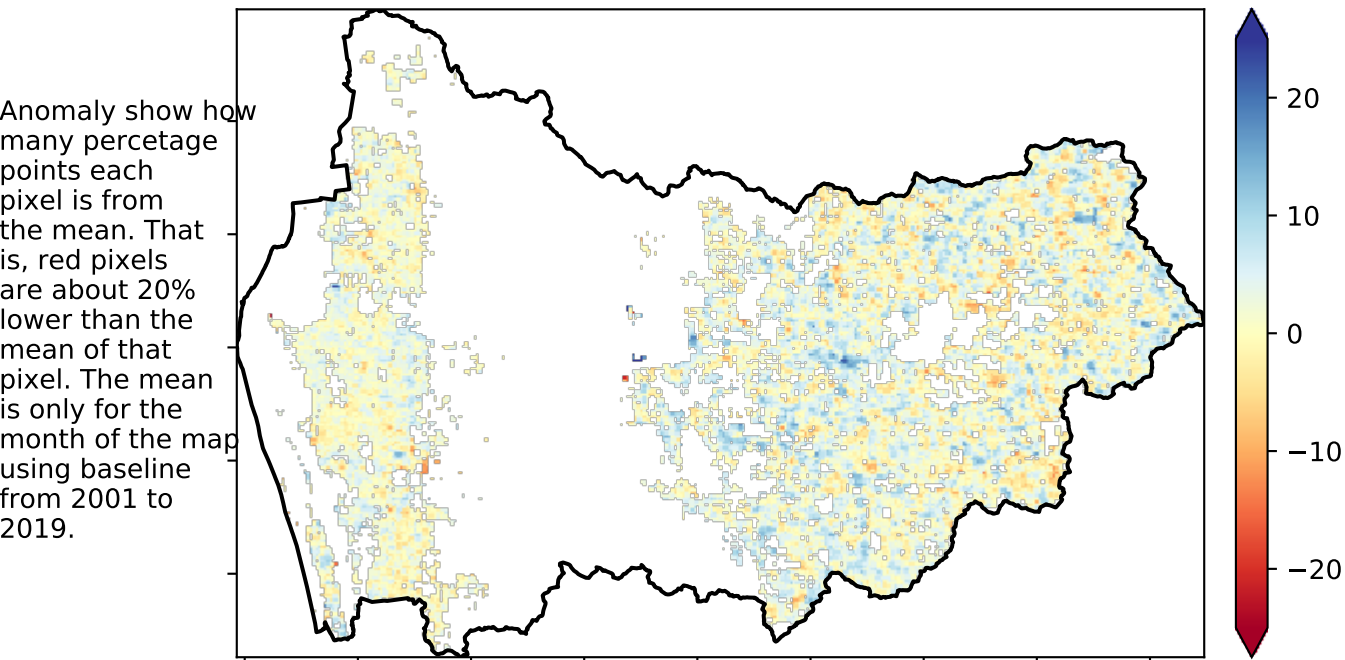 Anomaly show how
many percetage
points each
pixel is from
the mean. That
is, red pixels
are about 20%
lower than the
mean of that
pixel. The mean
is only for the
month of the map
using baseline
from 2001 to
2019.
20
10
0
−10
−20